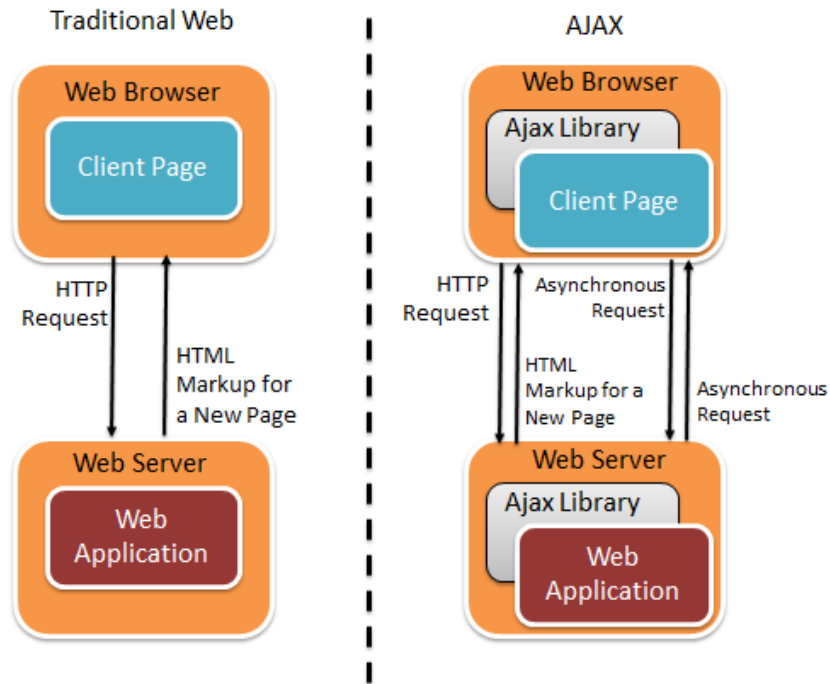 Traditional Web
Web Browser
Client Page
HTTP
Request
HTML
Markup for
a New Page
Web Server
Web
Application
AJAX
Web Browser
Ajax Library
Client Page
HTTP
Request
Asynchronous
Request
HTML
Markup for a
New Page
Asynchronous
Request
Web Server
Ajax Library
Web
Application